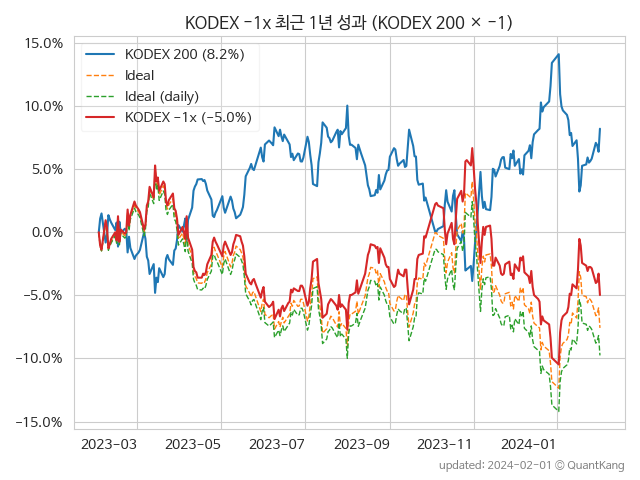 KODEX −1x 최근 1년 성과 (KODEX 200 × −1)
15.0%
10.0%
5.0%
0.0%
−5.0%
−10.0%
−15.0%
KODEX 200 (8.2%)
Ideal
Ideal (daily)
KODEX −1x (−5.0%)
2023-03
2023-05
2023-07
2023-09
2023-11
2024-01
updated: 2024-02-01 © QuantKang